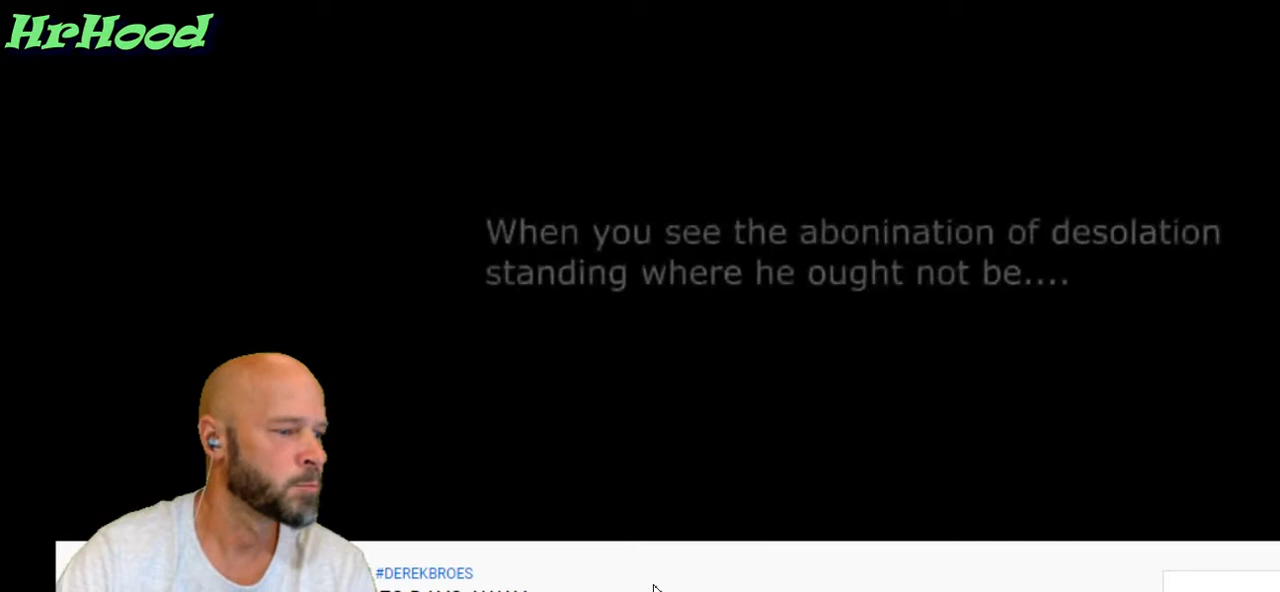 HrHood
When you see the abonination of desolation
standing where he ought not be....
#DEREKBROES